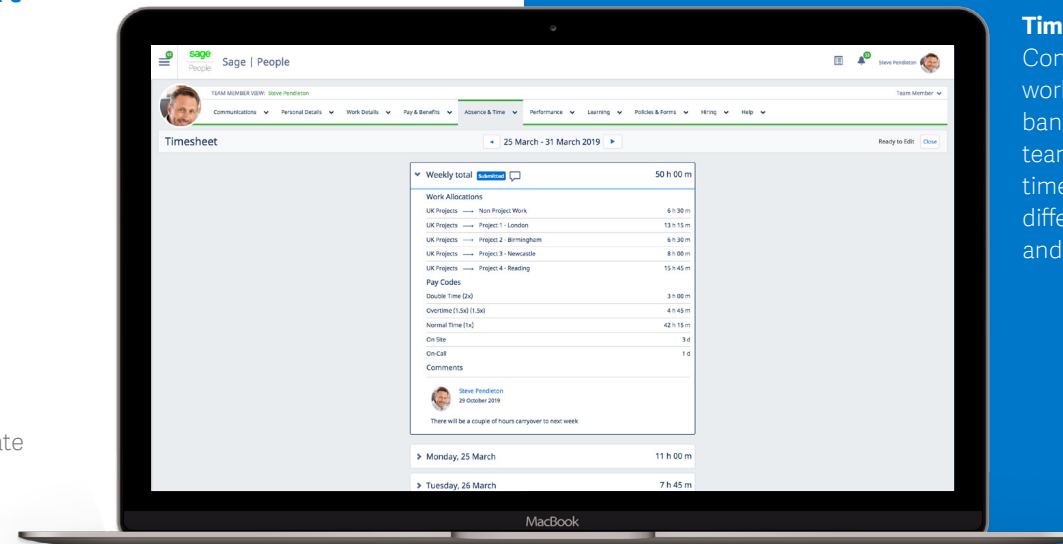 sage
People
Sage | People
Steve Pendleton
TEAM MEMBER VIEW: Steve Pendleton
Team Member
Communications Personal Details Work Details Pay & Benefits Absence & Time Performance Learning Policies & Forms Hiring Help
Timesheet
25 March - 31 March 2019
Ready to Edit Close
Weekly total Submitted 50 h 00 m
Work Allocations
UK Projects → Non Project Work 6 h 30 m
UK Projects → Project 1 - London 13 h 15 m
UK Projects → Project 2 - Birmingham 6 h 30 m
UK Projects → Project 3 - Newcastle 8 h 00 m
UK Projects → Project 4 - Reading 15 h 45 m
Pay Codes
Double Time (2x) 3 h 00 m
Overtime (1.5x) (1.5x) 4 h 45 m
Normal Time (1x) 42 h 15 m
On Site 3 d
On-Call 1 d
Comments
Steve Pendleton
29 October 2019
There will be a couple of hours carryover to next week
Monday, 25 March 11 h 00 m
Tuesday, 26 March 7 h 45 m
MacBook
ate
Tim
Con
work
ban
team
time
diffe
and